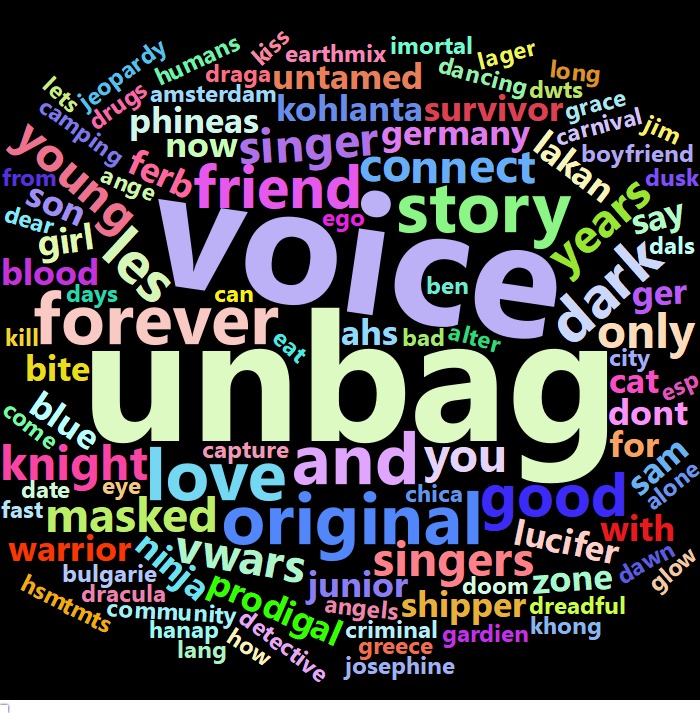 kiss
humans
earthmix
imortal
lager
jeopardy
draga
untamed
dancing
long
lets
drugs
amsterdam
dwts
camping
phineas
kohlanta
survivor
grace
carnival
jim
young
now
singer
germany
lakan
boyfriend
from
ange
ferb
friend
connect
years
dusk
son
voice
story
say
dear
girl
les
ego
dals
blood
days
can
ben
dark
ger
forever
kill
eat
ahs
bad
alter
only
city
bite
unbag
cat
esp
blue
dont
come
knight
love
capture
and
you
for
sam
alone
date
eye
chica
good
fast
masked
original
lucifer
with
warrior
ninja
vwars
singers
zone
dawn
glow
bulgarie
junior
doom
hsmtmts
dracula
prodigal
angels
shipper
dreadful
community
hanap
how
detective
criminal
gardien
khong
lang
greece
josephine